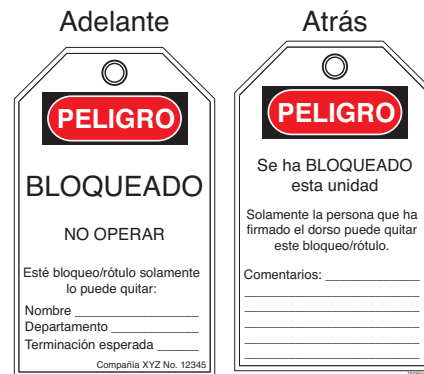 Adelante
PELIGRO
BLOQUEADO
NO OPERAR
Esté bloqueo/rótulo solamente
lo puede quitar:
Nombre
Departamento
Terminación esperada
Compañía XYZ No. 12345
Atrás
PELIGRO
Se ha BLOQUEADO
esta unidad
Solamente la persona que ha
firmado el dorso puede quitar
este bloqueo/rótulo.
Comentarios: